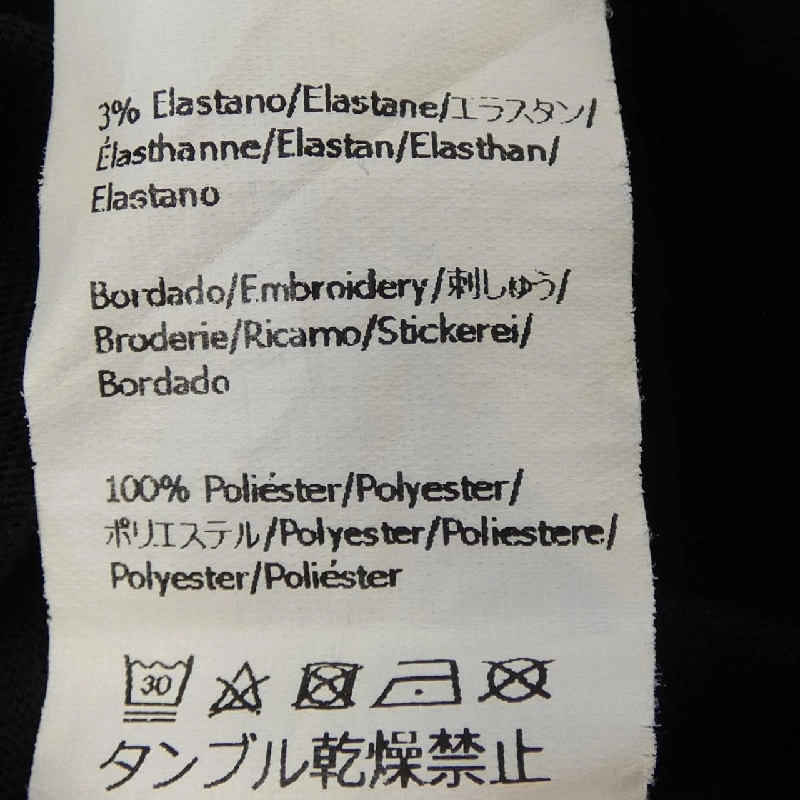 3% Elastano/Elastane/エラスタン/
Élasthanne/Elastan/Elasthan/
Elastano
Bordado/Embroidery/刺しゅう/
Broderie/Ricamo/Stickerei/
Bordado
100% Poliéster/Polyester/
ポリエステル/Polyester/Poliestere/
Polyester/Poliéster
30
タンブル乾燥禁止